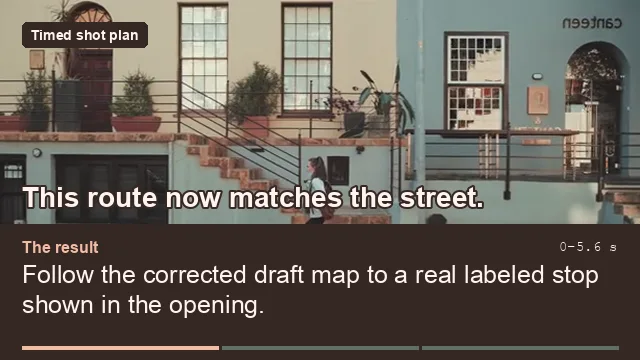 Timed shot plan
canteen
This route now matches the street.
The result
0–5.6 s
Follow the corrected draft map to a real labeled stop
shown in the opening.